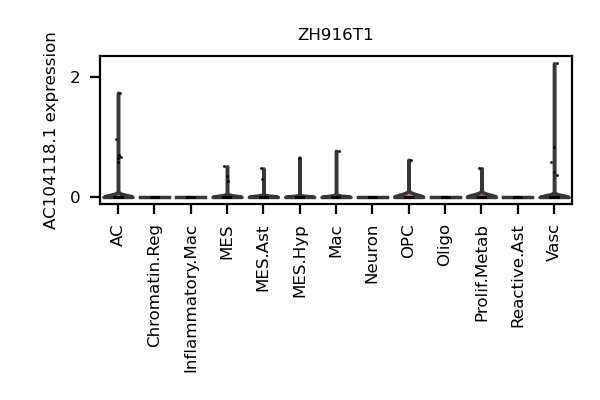 ZH916T1
AC104118.1 expression
2
0
AC
Chromatin.Reg
Inflammatory.Mac
MES
MES.Ast
MES.Hyp
Mac
Neuron
OPC
Oligo
Prolif.Metab
Reactive.Ast
Vasc